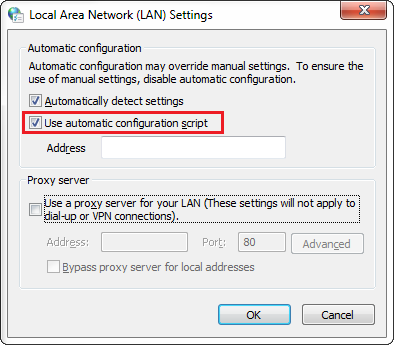 Local Area Network (LAN) Settings
Automatic configuration
Automatic configuration may override manual settings. To ensure the
use of manual settings, disable automatic configuration.
Automatically detect settings
Use automatic configuration script
Address
Proxy server
Use a proxy server for your LAN (These settings will not apply to
dial-up or VPN connections).
Address:
Port: 80
Advanced
Bypass proxy server for local addresses
OK
Cancel